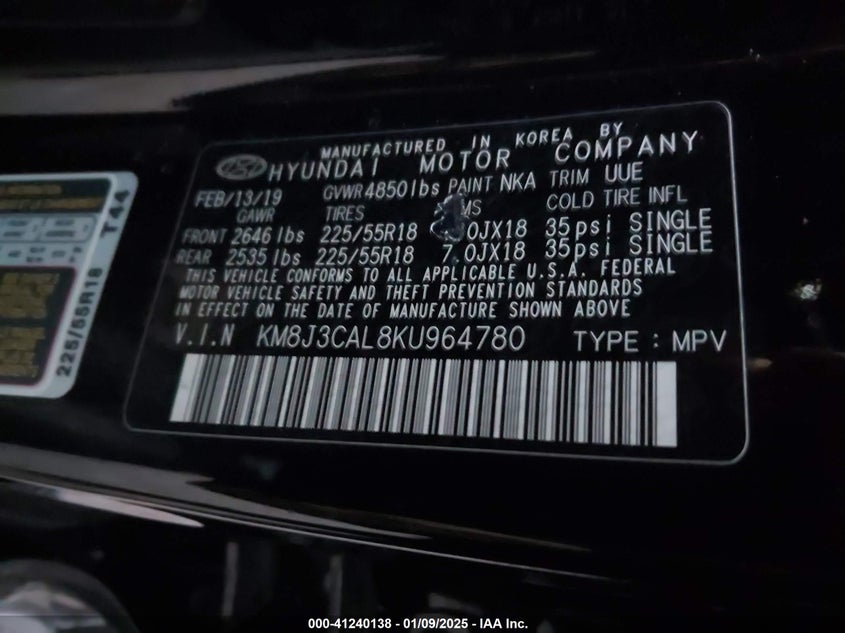 MANUFACTURED IN KOREA BY
HYUNDAI MOTOR COMPANY
FEB/13/19 GVWR 4850lbs PAINT NKA TRIM UUE
GAWR TIRES MS COLD TIRE INFL
FRONT 2646 lbs 225/55R18 0JX18 35psi SINGLE
REAR 2535 lbs 225/55R18 7.0JX18 35psi SINGLE
THIS VEHICLE CONFORMS TO ALL APPLICABLE U.S.A. FEDERAL
MOTOR VEHICLE SAFETY AND THEFT PREVENTION STANDARDS
IN EFFECT ON THE DATE OF MANUFACTURE SHOWN ABOVE
V.I.N KM8J3CAL8KU964780 TYPE : MPV
225/55R18 T44
000-41240138 - 01/09/2025 - IAA Inc.